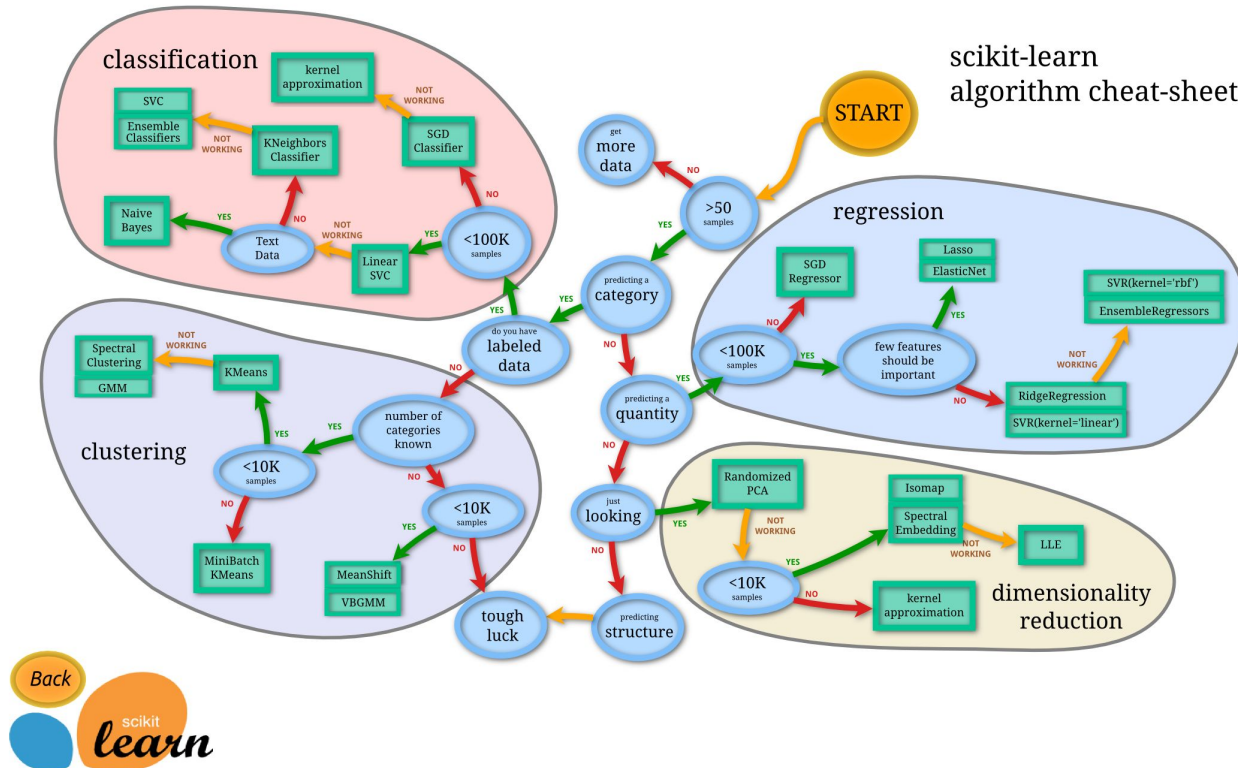 scikit-learn
algorithm cheat-sheet
START
classification
kernel
approximation
NOT
WORKING
SVC
Ensemble
Classifiers
NOT
WORKING
KNeighbors
Classifier
SGD
Classifier
NO
Naive
Bayes
YES
Text
Data
NO
NOT
WORKING
Linear
SVC
YES
<100K
samples
YES
get
more
data
NO
>50
samples
YES
predicting a
category
YES
NO
do you have
labeled
data
NO
predicting a
quantity
YES
NO
just
looking
YES
NO
predicting
structure
tough
luck
regression
SGD
Regressor
NO
<100K
samples
YES
few features
should be
important
YES
Lasso
ElasticNet
NO
RidgeRegression
SVR(kernel='linear')
NOT
WORKING
SVR(kernel='rbf')
EnsembleRegressors
clustering
Spectral
Clustering
GMM
NOT
WORKING
KMeans
YES
<10K
samples
NO
MiniBatch
KMeans
YES
number of
categories
known
NO
<10K
samples
YES
NO
MeanShift
VBGMM
dimensionality
reduction
Randomized
PCA
NOT
WORKING
<10K
samples
YES
NO
Isomap
Spectral
Embedding
NOT
WORKING
LLE
kernel
approximation
Back
scikit
learn